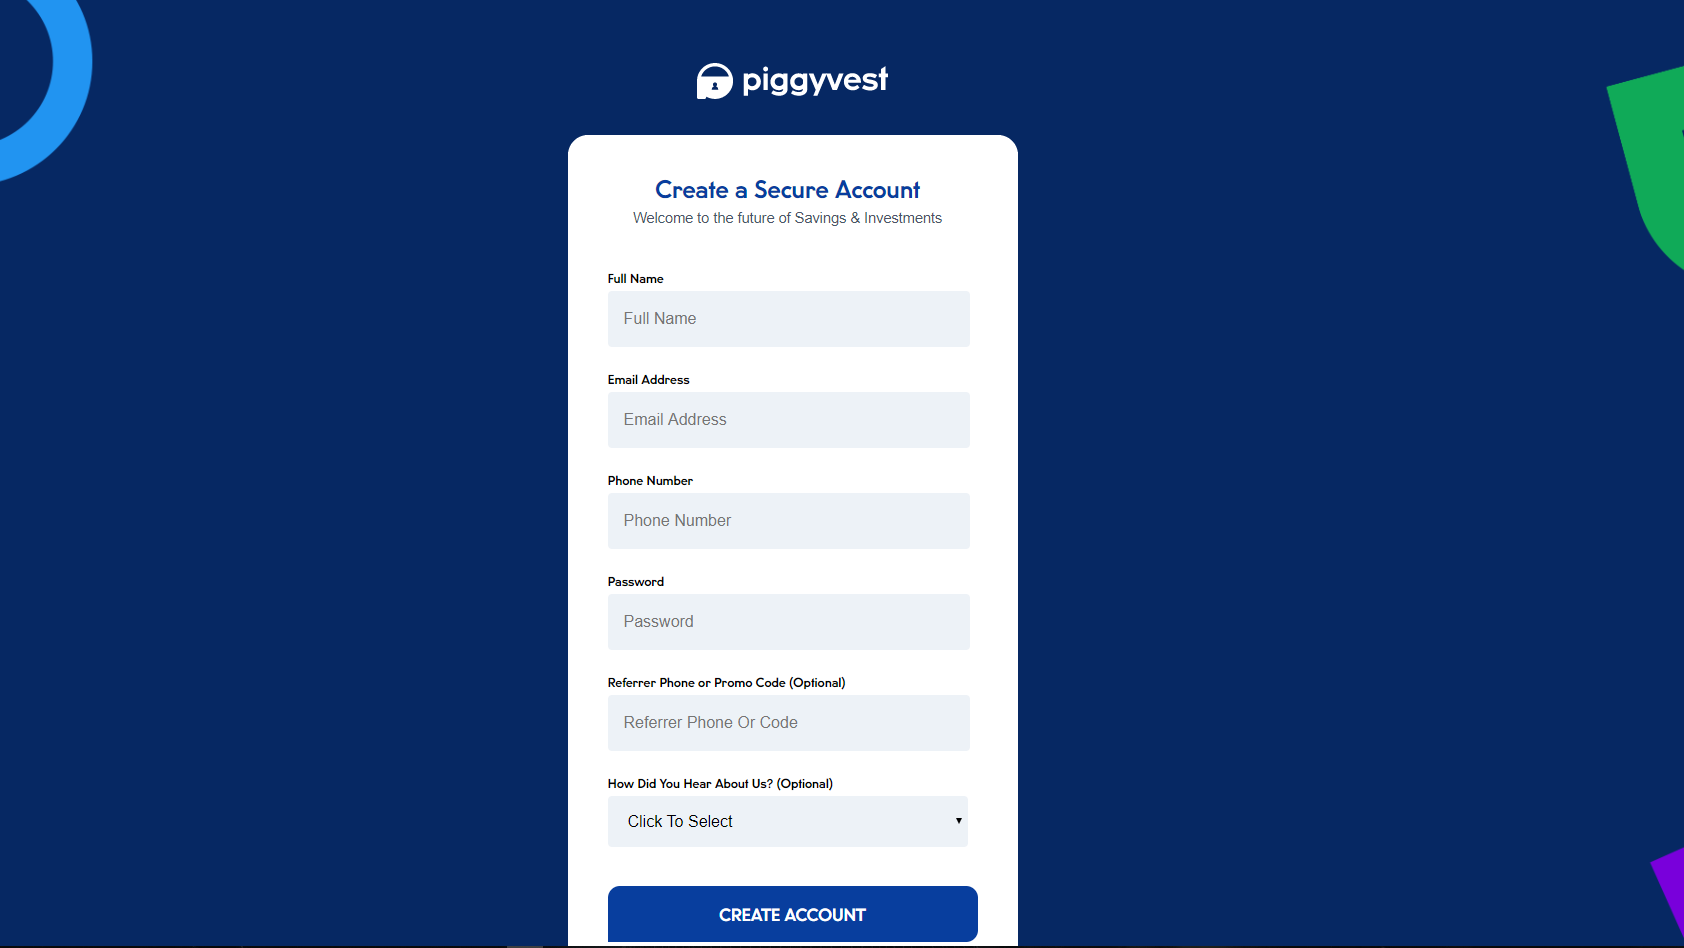 piggyvest
Create a Secure Account
Welcome to the future of Savings & Investments
Full Name
Full Name
Email Address
Email Address
Phone Number
Phone Number
Password
Password
Referrer Phone or Promo Code (Optional)
Referrer Phone Or Code
How Did You Hear About Us? (Optional)
Click To Select
CREATE ACCOUNT